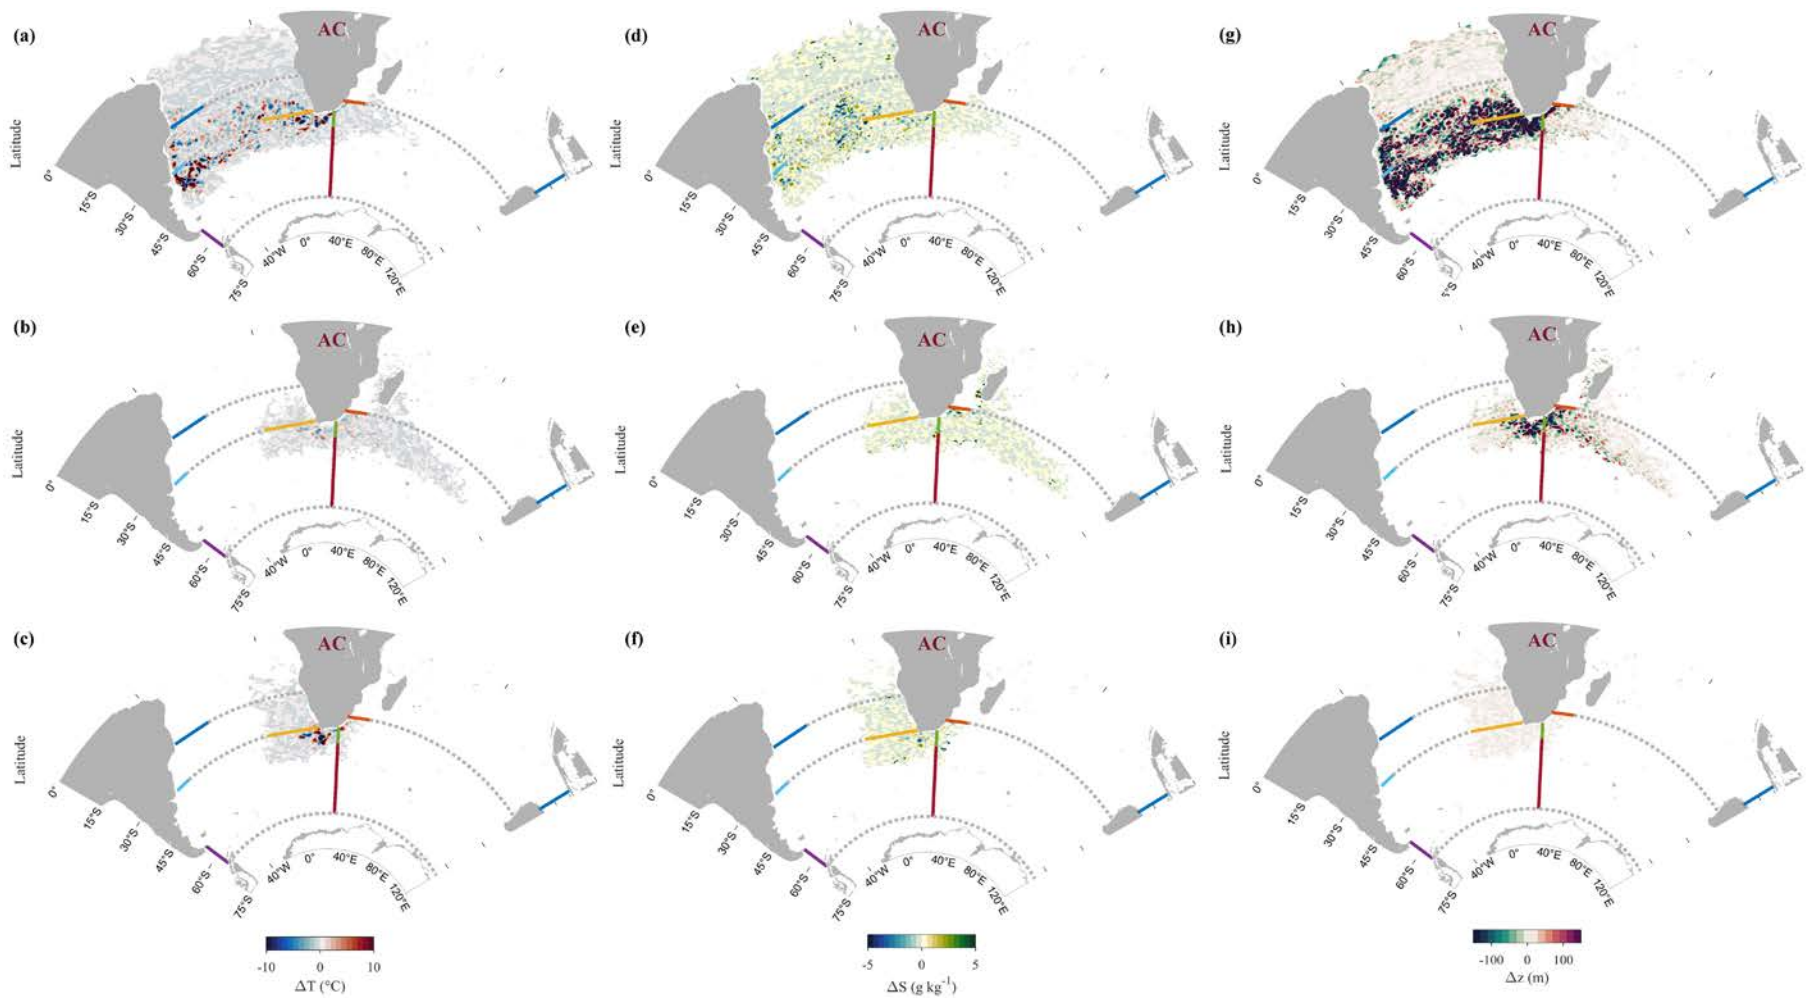 (a)
AC
Latitude
0°
15°S
30°S
45°S
60°S
75°S
40°W
0°
40°E
80°E
120°E
(d)
AC
Latitude
0°
15°S
30°S
45°S
60°S
75°S
40°W
0°
40°E
80°E
120°E
(g)
AC
Latitude
0°
15°S
30°S
45°S
60°S
°S
40°W
0°
40°E
80°E
120°E
(b)
AC
Latitude
0°
15°S
30°S
45°S
60°S
75°S
40°W
0°
40°E
80°E
120°E
(e)
AC
Latitude
0°
15°S
30°S
45°S
60°S
75°S
40°W
0°
40°E
80°E
120°E
(h)
AC
Latitude
0°
15°S
30°S
45°S
60°S
75°S
40°W
0°
40°E
80°E
120°E
(c)
AC
Latitude
0°
15°S
30°S
45°S
60°S
75°S
40°W
0°
40°E
80°E
120°E
(f)
AC
Latitude
0°
15°S
30°S
45°S
60°S
75°S
40°W
0°
40°E
80°E
120°E
(i)
AC
Latitude
0°
15°S
30°S
45°S
60°S
75°S
40°W
0°
40°E
80°E
120°E
-10 0 10
ΔT (°C)
-5 0 5
ΔS (g kg⁻¹)
-100 0 100
Δz (m)